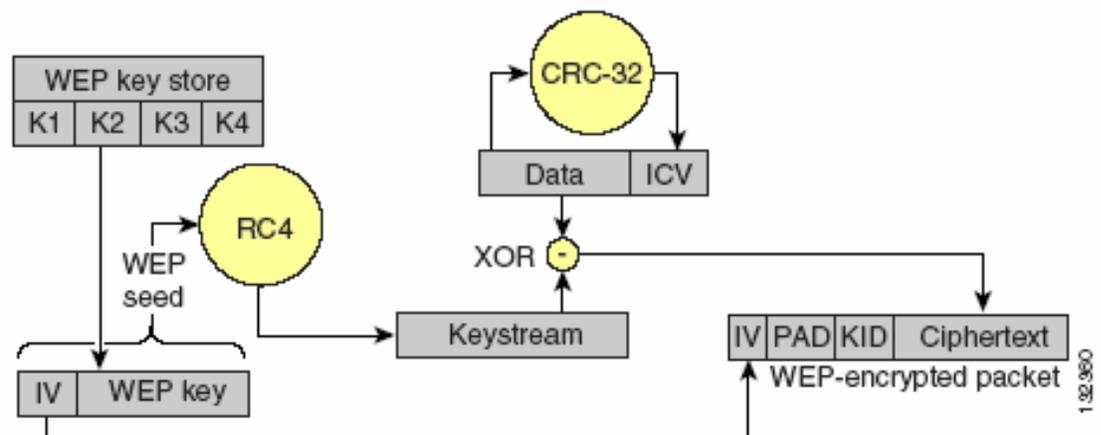 CRC-32
WEP key store
K1 K2 K3 K4
Data ICV
RC4
XOR -
WEP
seed
Keystream
IV PAD KID Ciphertext
WEP-encrypted packet
IV WEP key
132360